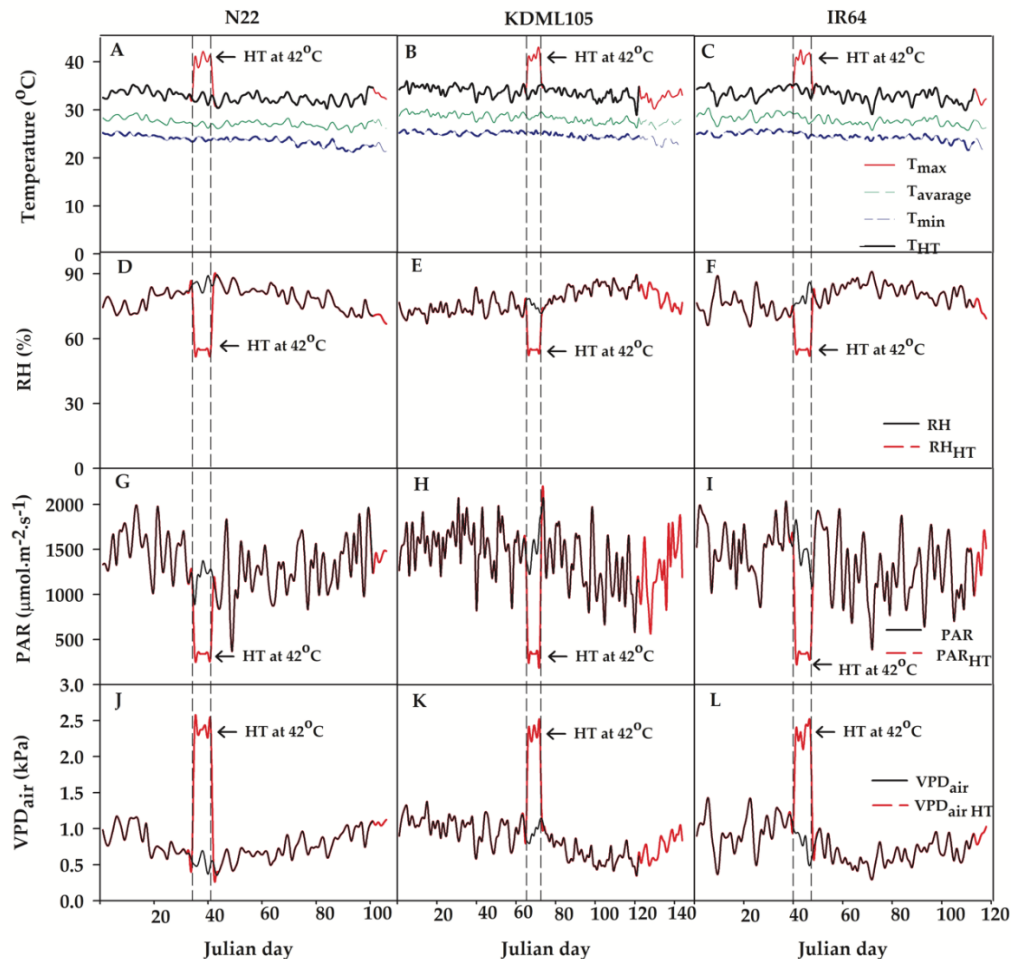 N22 KDML105 IR64
A B C
HT at 42°C HT at 42°C HT at 42°C
Temperature (°C)
40
30
20
10
0
Tmax
Tavarage
Tmin
THT
D E F
HT at 42°C HT at 42°C HT at 42°C
RH (%)
90
60
30
0
RH
RHHT
G H I
HT at 42°C HT at 42°C HT at 42°C
PAR (μmol·m⁻²·s⁻¹)
2000
1500
1000
500
PAR
PARHT
J K L
HT at 42°C HT at 42°C HT at 42°C
VPDair (kPa)
3.0
2.5
2.0
1.5
1.0
0.5
0.0
VPDair
VPDair HT
20 40 60 80 100 20 40 60 80 100 120 140 20 40 60 80 100 120
Julian day Julian day Julian day